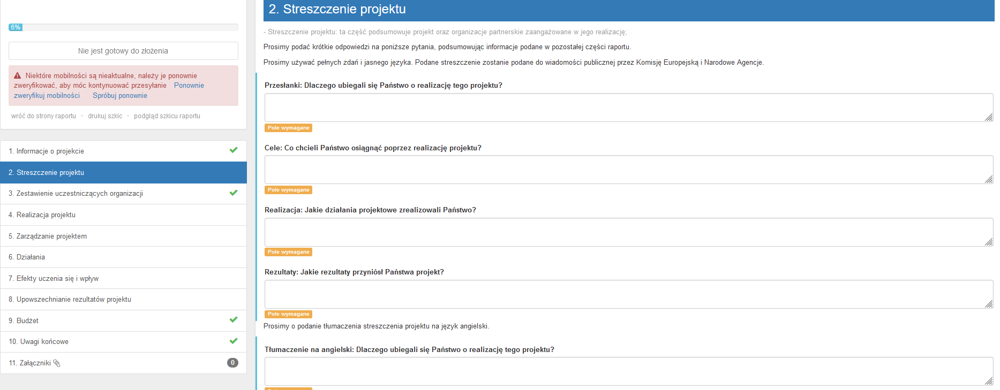 6%
Nie jest gotowy do złożenia
Niektóre mobilności są nieaktualne, należy je ponownie
zweryfikować, aby móc kontynuować przesyłanie Ponownie
zweryfikuj mobilności Spróbuj ponownie
wróć do strony raportu - drukuj szkic - podgląd szkicu raportu
1. Informacje o projekcie
2. Streszczenie projektu
3. Zestawienie uczestniczących organizacji
4. Realizacja projektu
5. Zarządzanie projektem
6. Działania
7. Efekty uczenia się i wpływ
8. Upowszechnianie rezultatów projektu
9. Budżet
10. Uwagi końcowe
11. Załączniki 0
2. Streszczenie projektu
- Streszczenie projektu: ta część podsumowuje projekt oraz organizacje partnerskie zaangażowane w jego realizację;
Prosimy podać krótkie odpowiedzi na poniższe pytania, podsumowując informacje podane w pozostałej części raportu.
Prosimy używać pełnych zdań i jasnego języka. Podane streszczenie zostanie podane do wiadomości publicznej przez Komisję Europejską i Narodowe Agencje.
Przesłanki: Dlaczego ubiegali się Państwo o realizację tego projektu?
Pole wymagane
Cele: Co chcieli Państwo osiągnąć poprzez realizację projektu?
Pole wymagane
Realizacja: Jakie działania projektowe zrealizowali Państwo?
Pole wymagane
Rezultaty: Jakie rezultaty przyniósł Państwa projekt?
Pole wymagane
Prosimy o podanie tłumaczenia streszczenia projektu na język angielski.
Tłumaczenie na angielski: Dlaczego ubiegali się Państwo o realizację tego projektu?